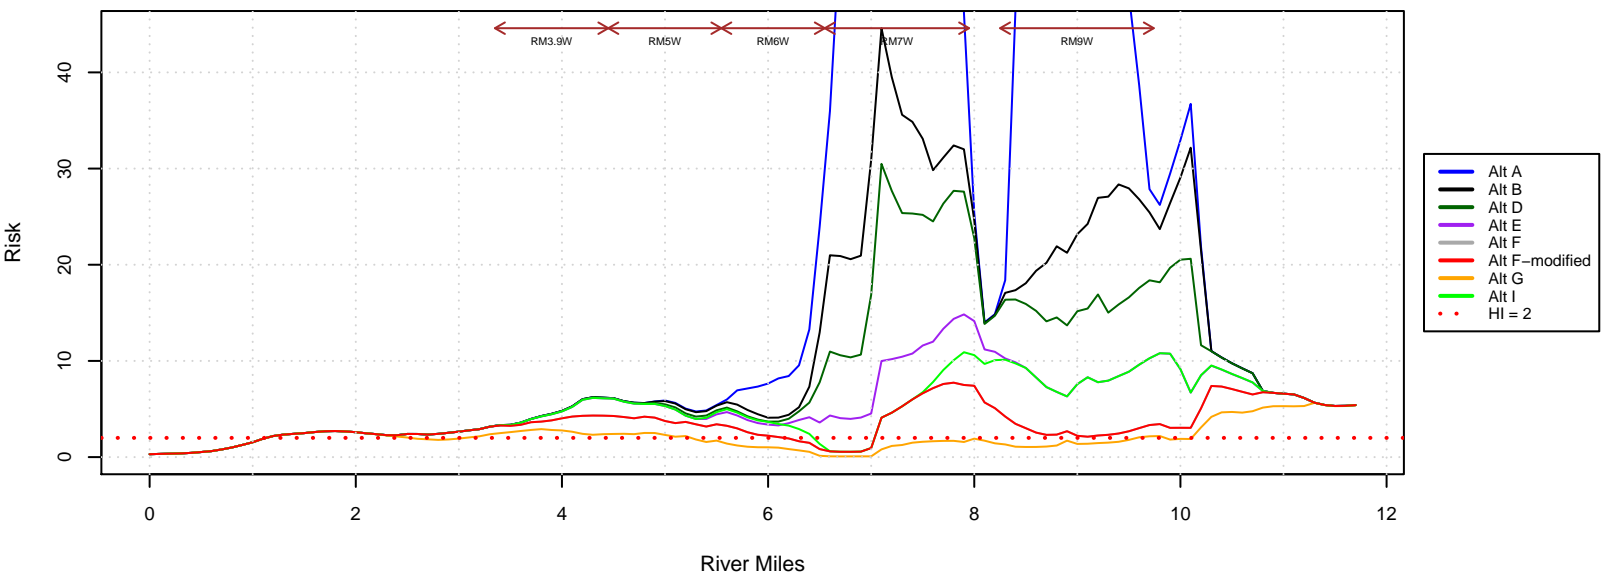 RM3.9W RM5W RM6W RM7W RM9W
Risk
40
30
20
10
0
0 2 4 6 8 10 12
River Miles
Alt A
Alt B
Alt D
Alt E
Alt F
Alt F−modified
Alt G
Alt I
HI = 2